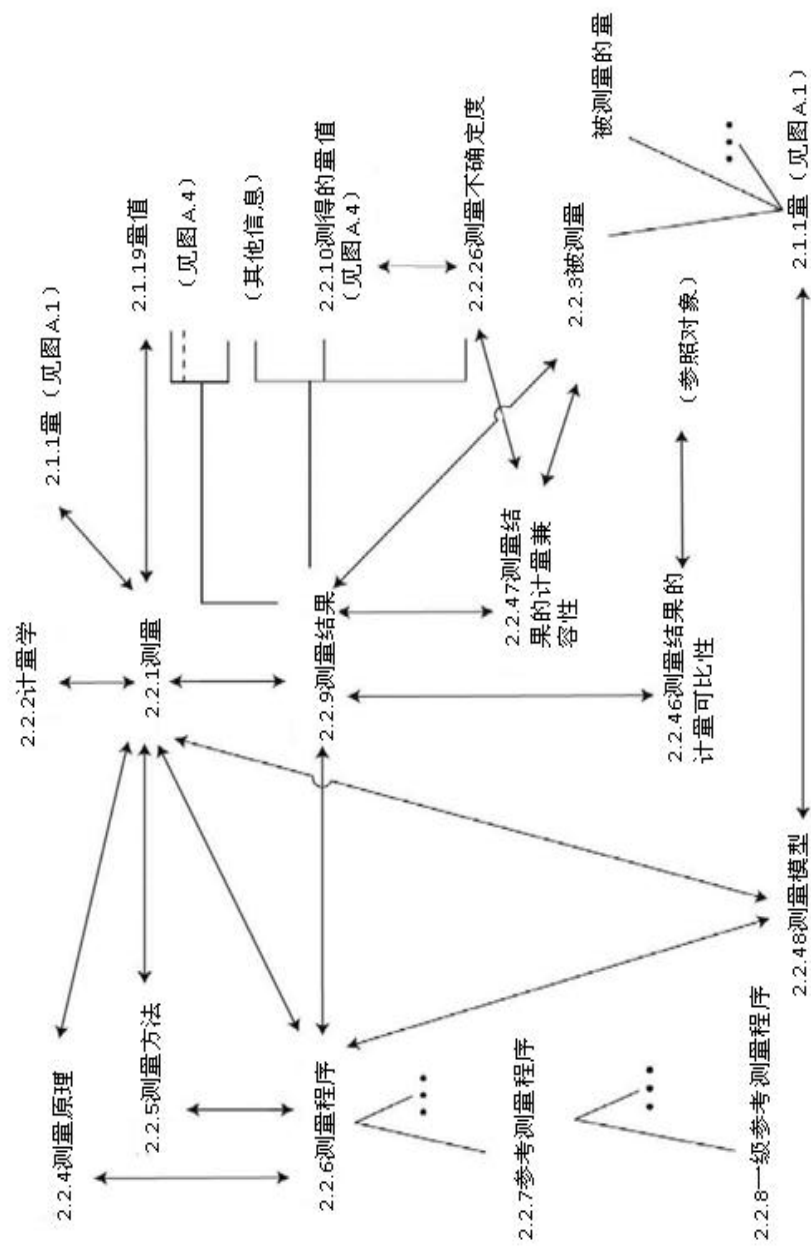 2.2.2计量学
2.1.1量（见图A.1）
2.2.4测量原理
2.2.5测量方法
2.2.1测量
2.1.19量值
（见图A.4）
（其他信息）
2.2.6测量程序
2.2.9测量结果
2.2.10测得的量值
（见图A.4）
2.2.26测量不确定度
2.2.7参考测量程序
2.2.47测量结
果的计量兼
容性
2.2.3被测量
被测量的量
2.2.46测量结果的
计量可比性
（参照对象）
2.2.8一级参考测量程序
2.2.48测量模型
2.1.1量（见图A.1）